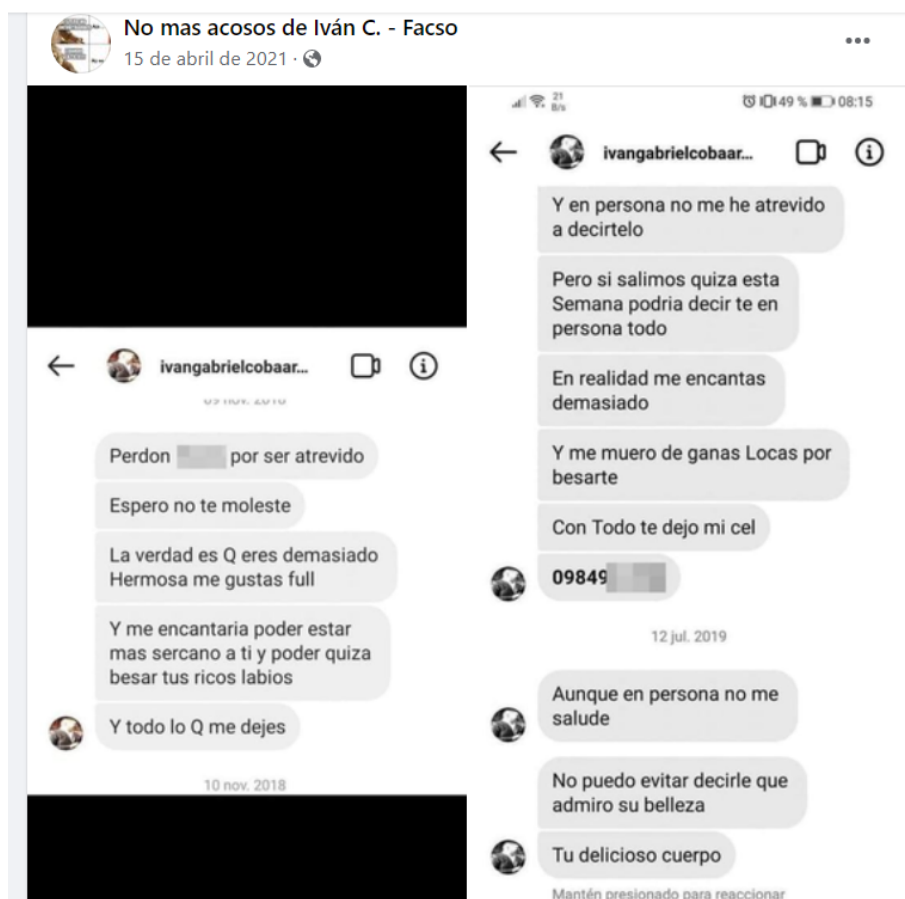 No mas acosos de Iván C. - Facso
15 de abril de 2021
ivangabrielcobaar...
09 nov. 2018
Perdon por ser atrevido
Espero no te moleste
La verdad es Q eres demasiado
Hermosa me gustas full
Y me encantaria poder estar
mas sercano a ti y poder quiza
besar tus ricos labios
Y todo lo Q me dejes
10 nov. 2018
21
B/s
49 % 08:15
ivangabrielcobaar...
Y en persona no me he atrevido
a decirtelo
Pero si salimos quiza esta
Semana podria decir te en
persona todo
En realidad me encantas
demasiado
Y me muero de ganas Locas por
besarte
Con Todo te dejo mi cel
09849
12 jul. 2019
Aunque en persona no me
salude
No puedo evitar decirle que
admiro su belleza
Tu delicioso cuerpo
Mantén presionado para reaccionar